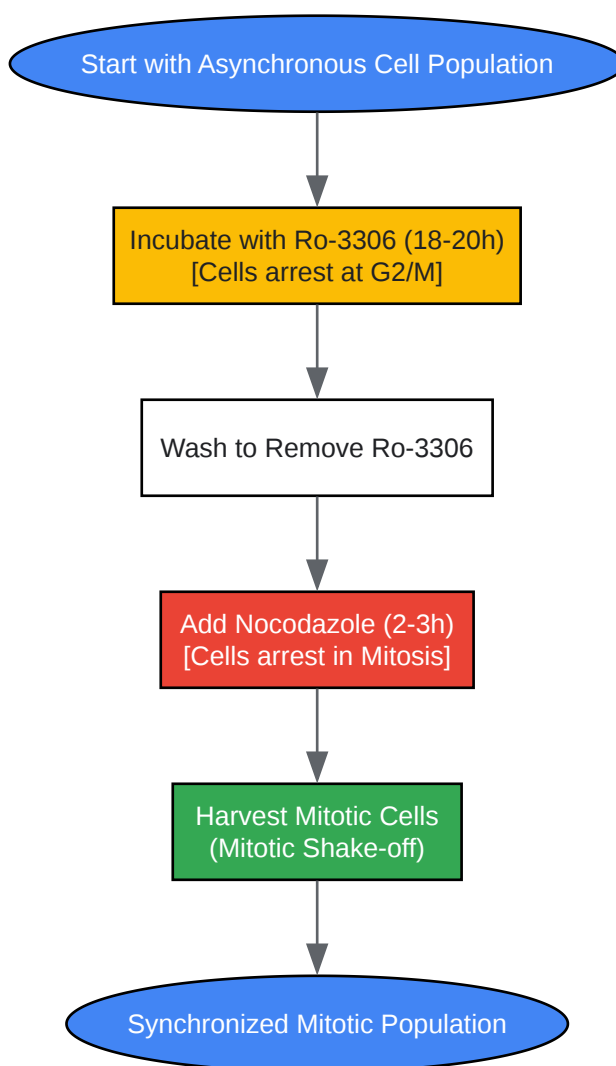 Start with Asynchronous Cell Population
Incubate with Ro-3306 (18-20h)
[Cells arrest at G2/M]
Wash to Remove Ro-3306
Add Nocodazole (2-3h)
[Cells arrest in Mitosis]
Harvest Mitotic Cells
(Mitotic Shake-off)
Synchronized Mitotic Population